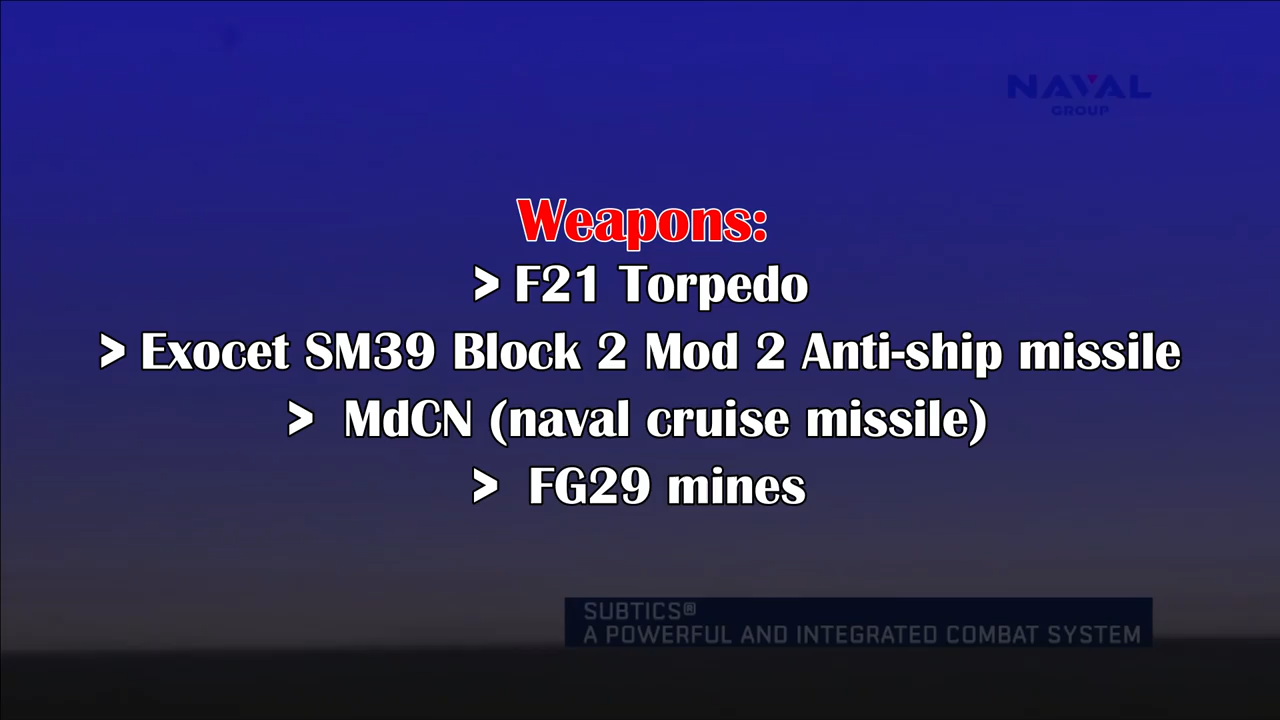 NAVAL
GROUP
Weapons:
> F21 Torpedo
> Exocet SM39 Block 2 Mod 2 Anti-ship missile
> MdCN (naval cruise missile)
> FG29 mines
SUBTICS®
A POWERFUL AND INTEGRATED COMBAT SYSTEM